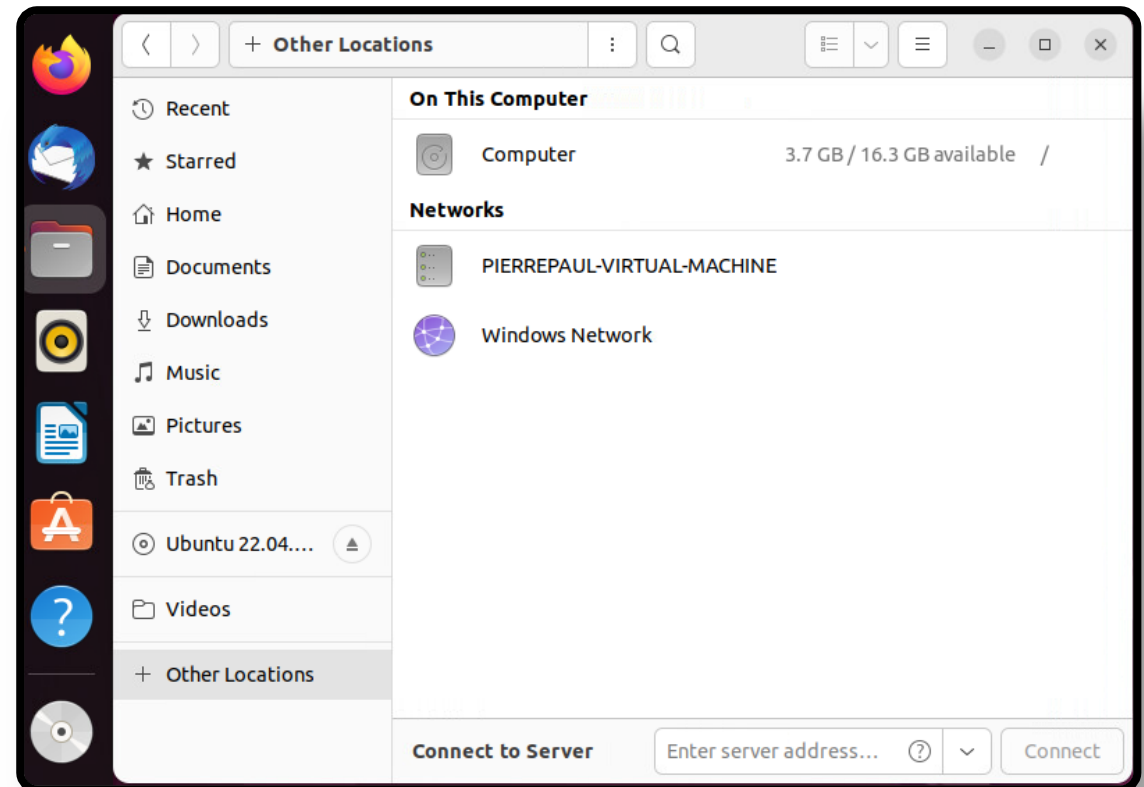 + Other Locations
Recent
Starred
Home
Documents
Downloads
Music
Pictures
Trash
Ubuntu 22.04....
Videos
+ Other Locations
On This Computer
Computer 3.7 GB / 16.3 GB available /
Networks
PIERREPAUL-VIRTUAL-MACHINE
Windows Network
Connect to Server Enter server address... ? Connect